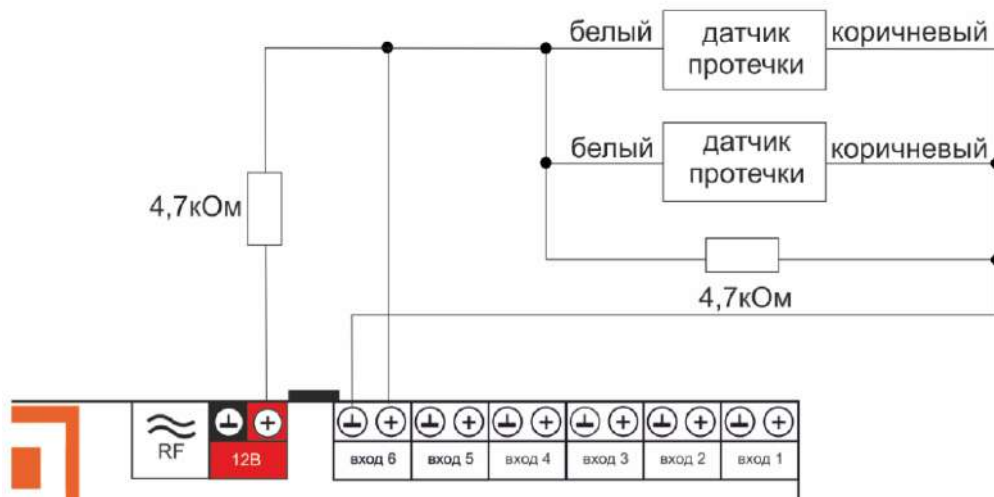 белый
датчик
протечки
коричневый
белый
датчик
протечки
коричневый
4,7кОм
4,7кОм
RF
12В
вход 6
вход 5
вход 4
вход 3
вход 2
вход 1